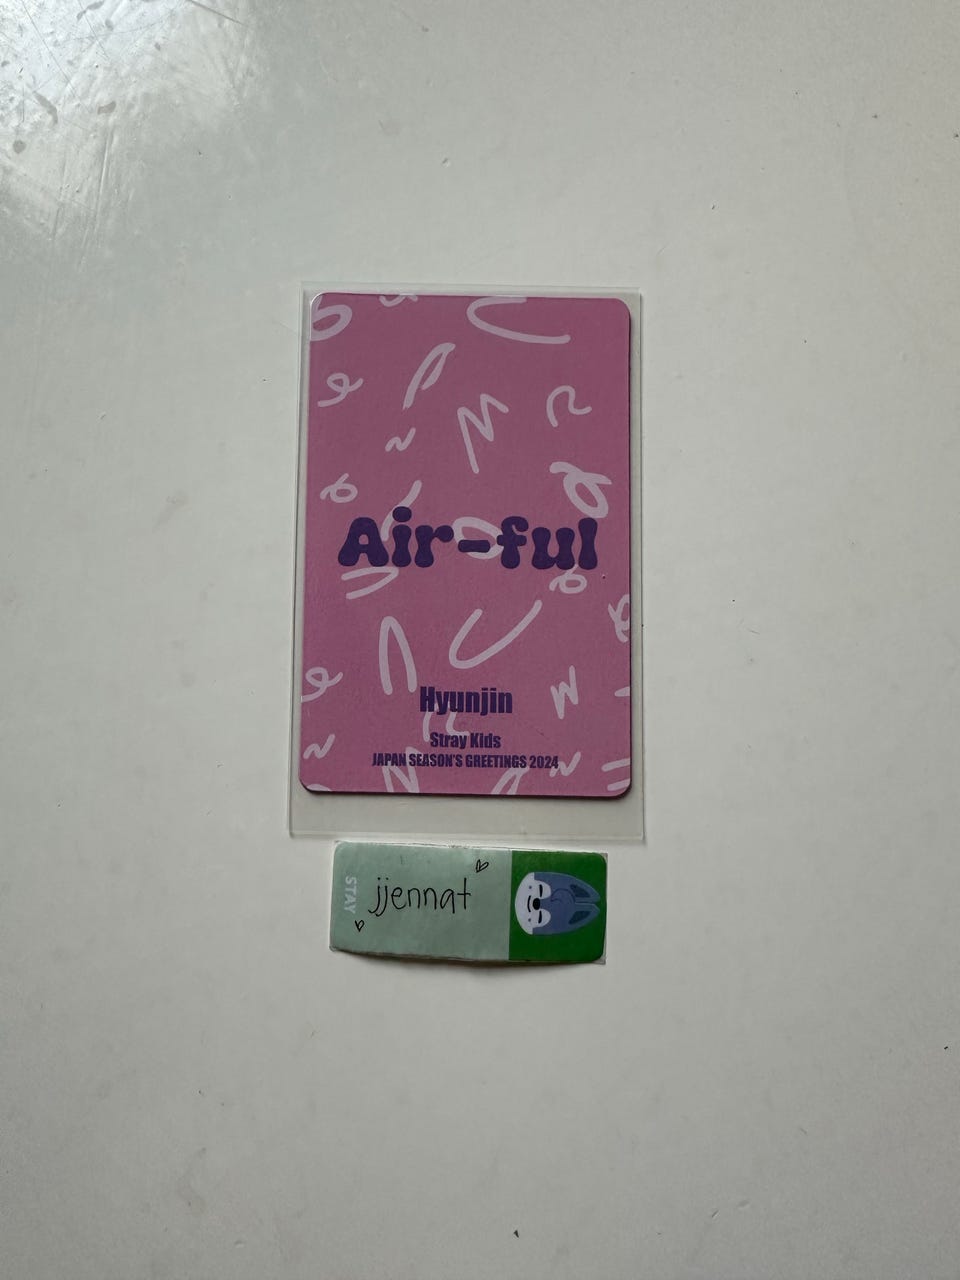 Air-ful
Hyunjin
Stray Kids
JAPAN SEASON'S GREETINGS 2024
STAY
jjennat